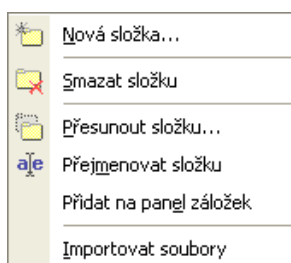 Nová složka...
Smazat složku
Přesunout složku...
Přejmenovat složku
Přidat na panel záložek
Importovat soubory